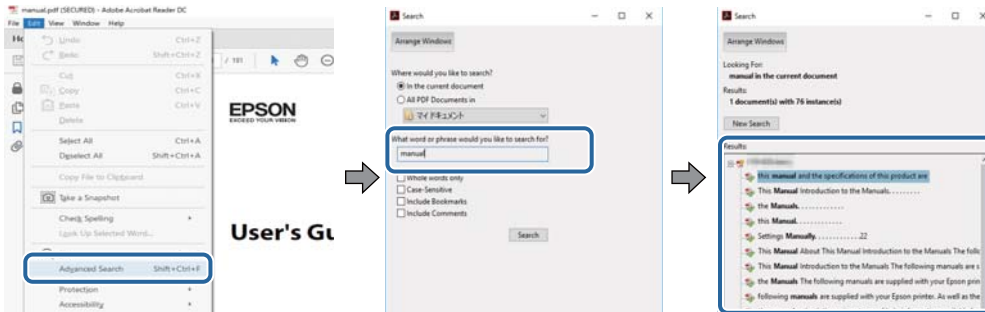 manual.pdf (SECURED) - Adobe Acrobat Reader DC
File Edit View Window Help
Undo Ctrl+Z
Redo Shift+Ctrl+Z
Cut Ctrl+X
Copy Ctrl+C
Paste Ctrl+V
Delete
Select All Ctrl+A
Deselect All Shift+Ctrl+A
Copy File to Clipboard
Take a Snapshot
Check Spelling
Look Up Selected Word...
Advanced Search Shift+Ctrl+F
Protection
Accessibility
/ 181
EPSON
EXCEED YOUR VISION
User's Gu
Search
Arrange Windows
Where would you like to search?
In the current document
All PDF Documents in
マイ ドキュメント
What word or phrase would you like to search for?
manual
Whole words only
Case-Sensitive
Include Bookmarks
Include Comments
Search
Search
Arrange Windows
Looking For:
manual in the current document
Results:
1 document(s) with 76 instance(s)
New Search
Results:
this manual and the specifications of this product are
This Manual Introduction to the Manuals. . . . . . . . .
the Manuals. . . . . . . . . . . . .
this Manual. . . . . . . . . . . . .
Settings Manually. . . . . . . . . . . . .22
This Manual About This Manual Introduction to the Manuals The follo
This Manual Introduction to the Manuals The following manuals are s
the Manuals The following manuals are supplied with your Epson prin
following manuals are supplied with your Epson printer. As well as the